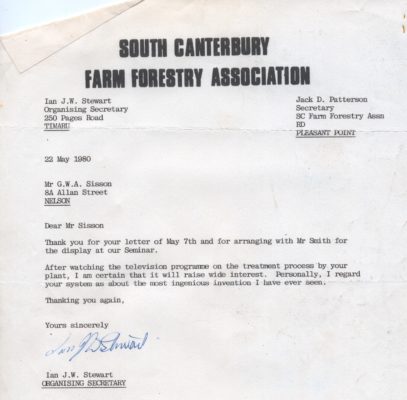 SOUTH CANTERBURY
FARM FORESTRY ASSOCIATION
Ian J.W. Stewart
Organising Secretary
250 Pages Road
TIMARU
Jack D. Patterson
Secretary
SC Farm Forestry Assn
RD
PLEASANT POINT
22 May 1980
Mr G.W.A. Sisson
8A Allan Street
NELSON
Dear Mr Sisson
Thank you for your letter of May 7th and for arranging with Mr Smith for
the display at our Seminar.
After watching the television programme on the treatment process by your
plant, I am certain that it will raise wide interest. Personally, I regard
your system as about the most ingenious invention I have ever seen.
Thanking you again,
Yours sincerely
Ian J W Stewart
Ian J.W. Stewart
ORGANISING SECRETARY